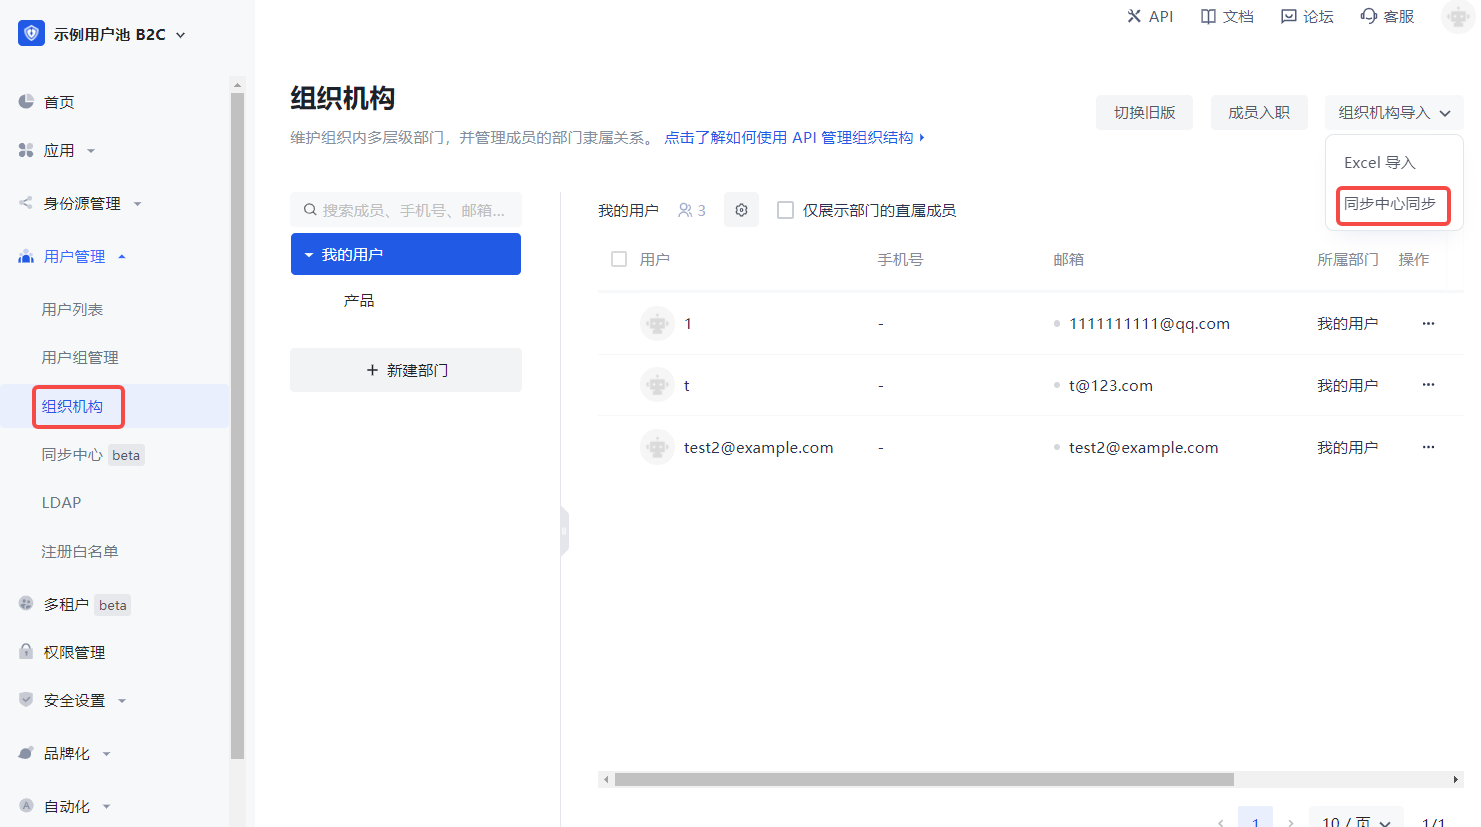 示例用户池 B2C
API
文档
论坛
客服
首页
应用
身份源管理
用户管理
用户列表
用户组管理
组织机构
同步中心 beta
LDAP
注册白名单
多租户 beta
权限管理
安全设置
品牌化
自动化
组织机构
维护组织内多层级部门，并管理成员的部门隶属关系。 点击了解如何使用 API 管理组织结构
切换旧版
成员入职
组织机构导入
Excel 导入
同步中心同步
搜索成员、手机号、邮箱...
我的用户
产品
+ 新建部门
我的用户 3 仅展示部门的直属成员
用户 手机号 邮箱 所属部门 操作
1 - 1111111111@qq.com 我的用户 ···
t - t@123.com 我的用户 ···
test2@example.com - test2@example.com 我的用户 ···
< 1 > 10 / 页 1/1